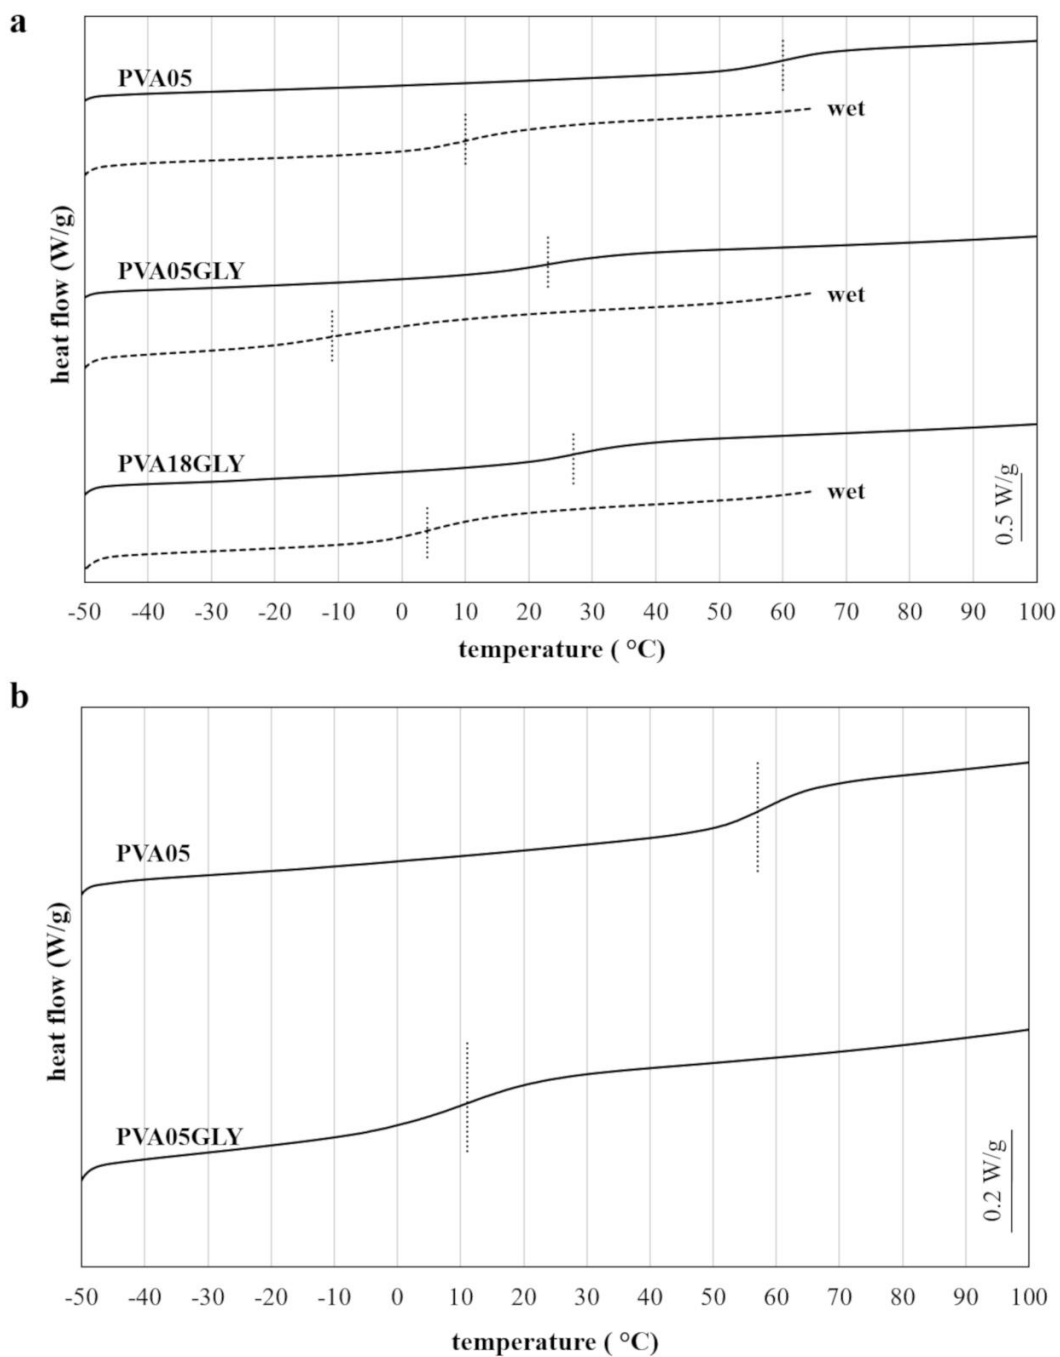 a
PVA05
wet
PVA05GLY
wet
PVA18GLY
wet
heat flow (W/g)
0.5 W/g
-50 -40 -30 -20 -10 0 10 20 30 40 50 60 70 80 90 100
temperature ( °C)
b
PVA05
PVA05GLY
heat flow (W/g)
0.2 W/g
-50 -40 -30 -20 -10 0 10 20 30 40 50 60 70 80 90 100
temperature ( °C)